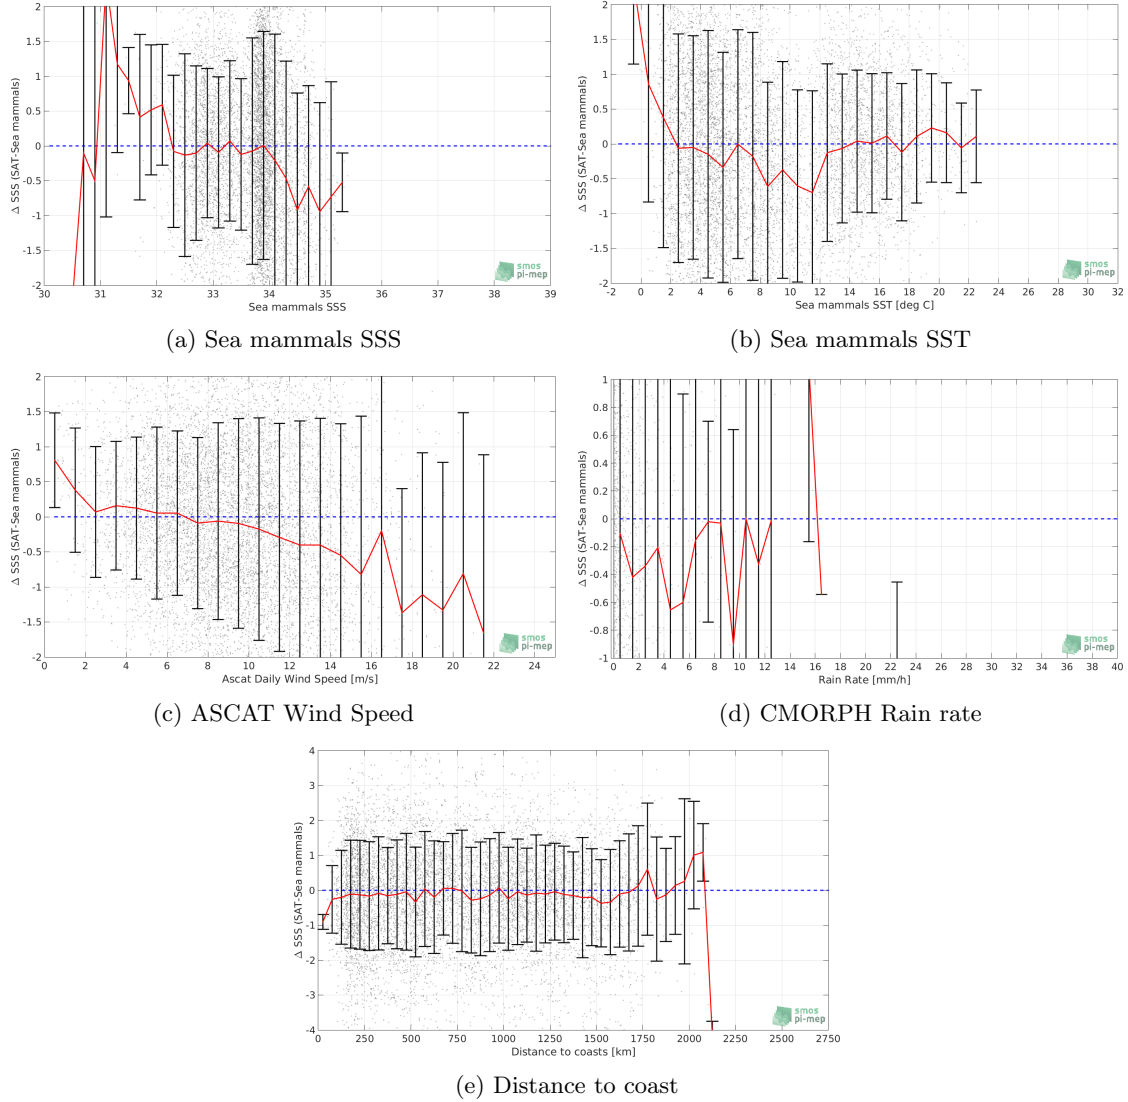 Δ SSS (SAT-Sea mammals)
2
1.5
1
0.5
0
-0.5
-1
-1.5
-2
30 31 32 33 34 35 36 37 38 39
Sea mammals SSS
smos
pi-mep
(a) Sea mammals SSS
Δ SSS (SAT-Sea mammals)
2
1.5
1
0.5
0
-0.5
-1
-1.5
-2
-2 0 2 4 6 8 10 12 14 16 18 20 22 24 26 28 30 32
Sea mammals SST [deg C]
smos
pi-mep
(b) Sea mammals SST
Δ SSS (SAT-Sea mammals)
2
1.5
1
0.5
0
-0.5
-1
-1.5
-2
0 2 4 6 8 10 12 14 16 18 20 22 24
Ascat Daily Wind Speed [m/s]
smos
pi-mep
(c) ASCAT Wind Speed
Δ SSS (SAT-Sea mammals)
1
0.8
0.6
0.4
0.2
0
-0.2
-0.4
-0.6
-0.8
-1
0 2 4 6 8 10 12 14 16 18 20 22 24 26 28 30 32 34 36 38 40
Rain Rate [mm/h]
smos
pi-mep
(d) CMORPH Rain rate
Δ SSS (SAT-Sea mammals)
4
3
2
1
0
-1
-2
-3
-4
0 250 500 750 1000 1250 1500 1750 2000 2250 2500 2750
Distance to coasts [km]
smos
pi-mep
(e) Distance to coast